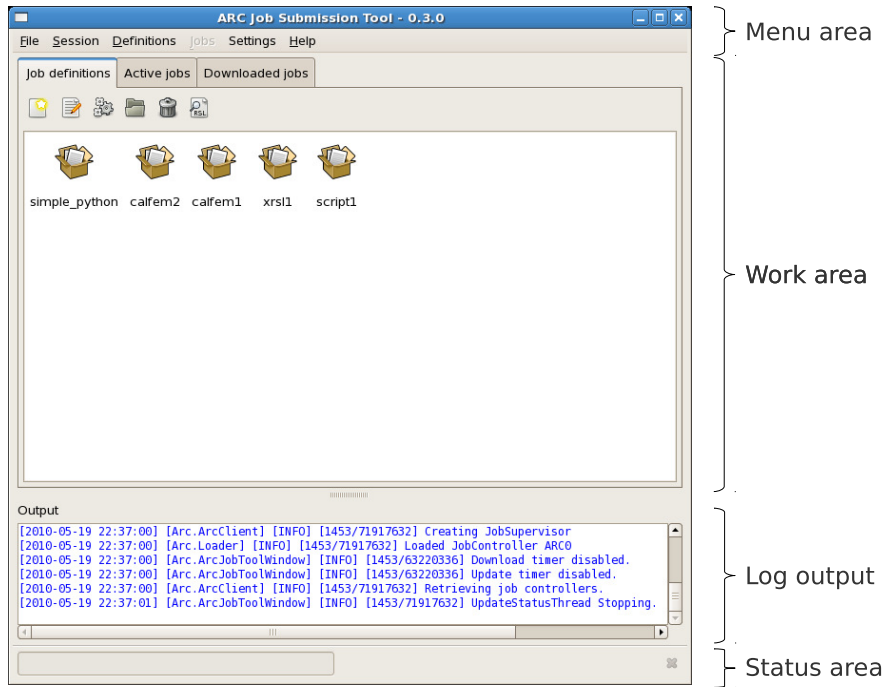 ARC Job Submission Tool - 0.3.0
File Session Definitions Jobs Settings Help
Menu area
Job definitions Active jobs Downloaded jobs
RSL
simple_python calfem2 calfem1 xrsl1 script1
Work area
Output
[2010-05-19 22:37:00] [Arc.ArcClient] [INFO] [1453/71917632] Creating JobSupervisor
[2010-05-19 22:37:00] [Arc.Loader] [INFO] [1453/71917632] Loaded JobController ARC0
[2010-05-19 22:37:00] [Arc.ArcJobToolWindow] [INFO] [1453/63220336] Download timer disabled.
[2010-05-19 22:37:00] [Arc.ArcJobToolWindow] [INFO] [1453/63220336] Update timer disabled.
[2010-05-19 22:37:00] [Arc.ArcClient] [INFO] [1453/71917632] Retrieving job controllers.
[2010-05-19 22:37:01] [Arc.ArcJobToolWindow] [INFO] [1453/71917632] UpdateStatusThread Stopping.
Log output
Status area